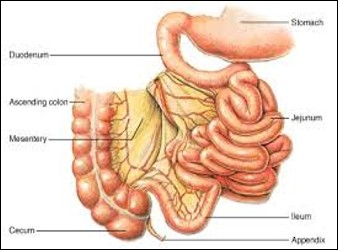 Stomach
Duodenum
Ascending colon
Jejunum
Mesentery
Ileum
Cecum
Appendix